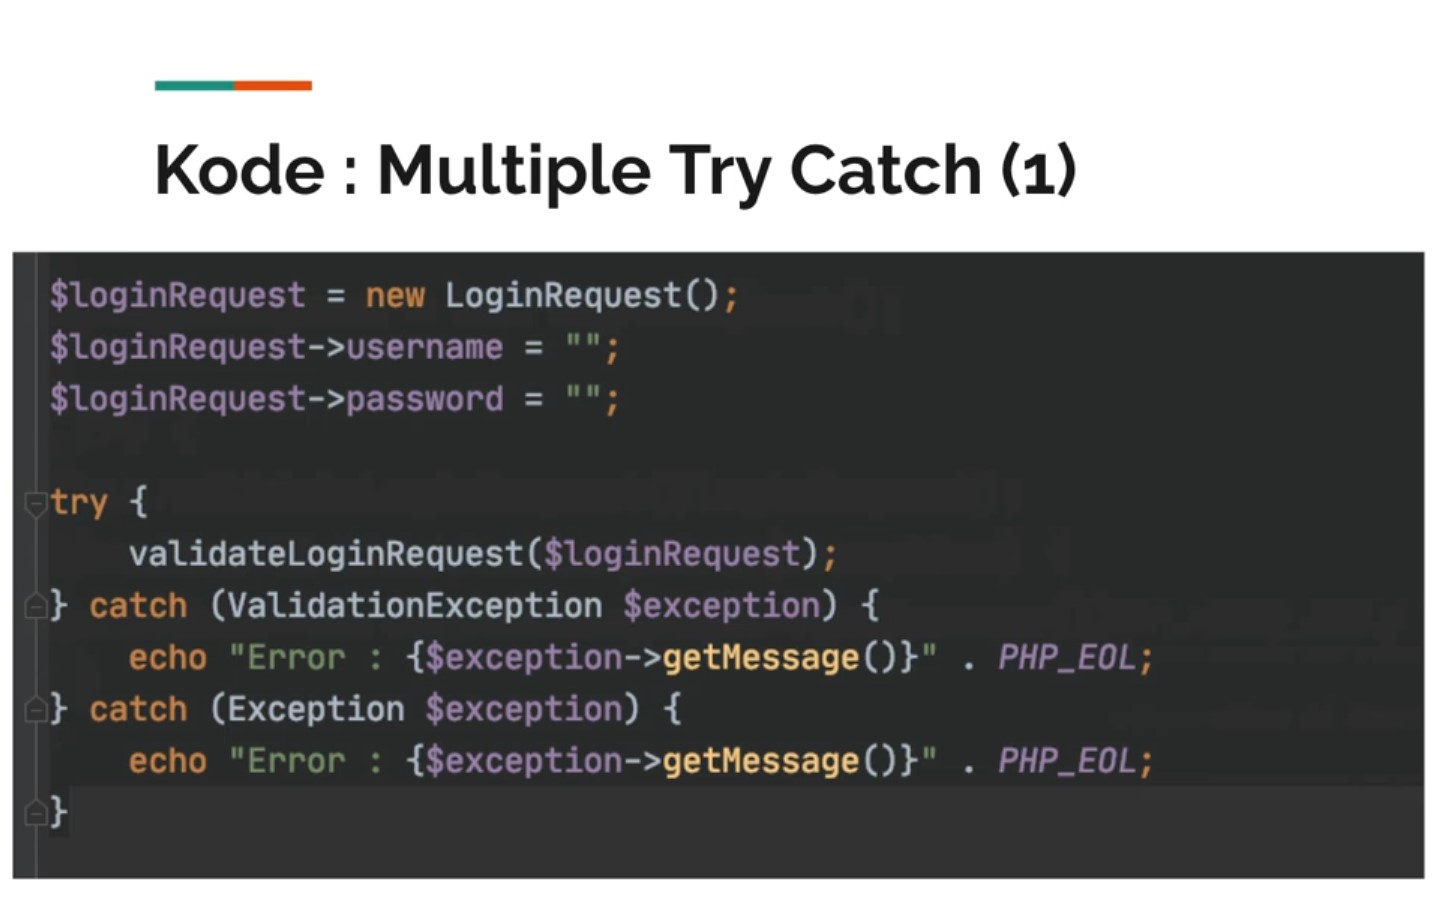 Kode : Multiple Try Catch (1)
$loginRequest = new LoginRequest();
$loginRequest->username = "";
$loginRequest->password = "";
try {
    validateLoginRequest($loginRequest);
} catch (ValidationException $exception) {
    echo "Error : {$exception->getMessage()}" . PHP_EOL;
} catch (Exception $exception) {
    echo "Error : {$exception->getMessage()}" . PHP_EOL;
}